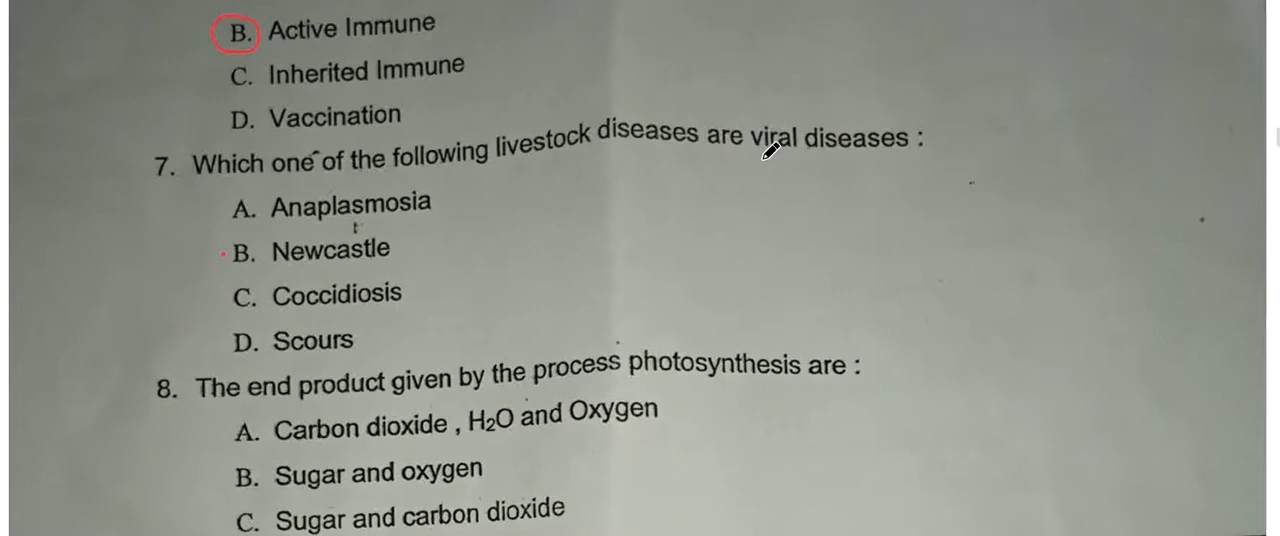 B. Active Immune
C. Inherited Immune
D. Vaccination
7. Which one of the following livestock diseases are viral diseases :
A. Anaplasmosia
t
B. Newcastle
C. Coccidiosis
D. Scours
8. The end product given by the process photosynthesis are :
A. Carbon dioxide , H₂O and Oxygen
B. Sugar and oxygen
C. Sugar and carbon dioxide